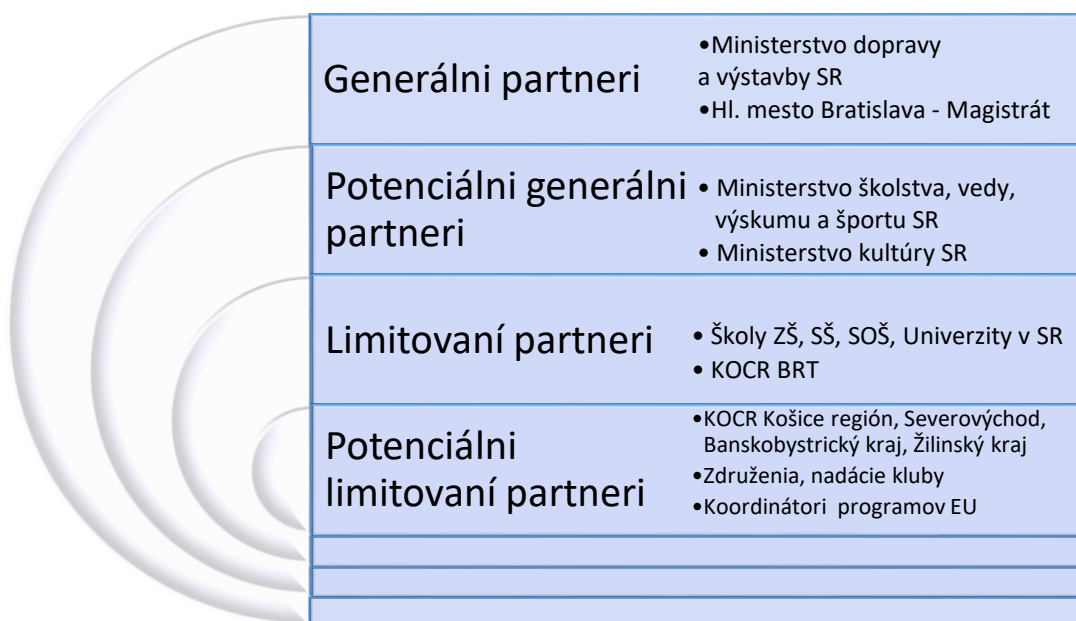 Generálni partneri
•Ministerstvo dopravy
a výstavby SR
•Hl. mesto Bratislava - Magistrát
Potenciálni generálni
partneri
• Ministerstvo školstva, vedy,
výskumu a športu SR
• Ministerstvo kultúry SR
Limitovaní partneri
• Školy ZŠ, SŠ, SOŠ, Univerzity v SR
• KOCR BRT
Potenciálni
limitovaní partneri
•KOCR Košice región, Severovýchod,
Banskobystrický kraj, Žilinský kraj
•Združenia, nadácie kluby
•Koordinátori programov EU